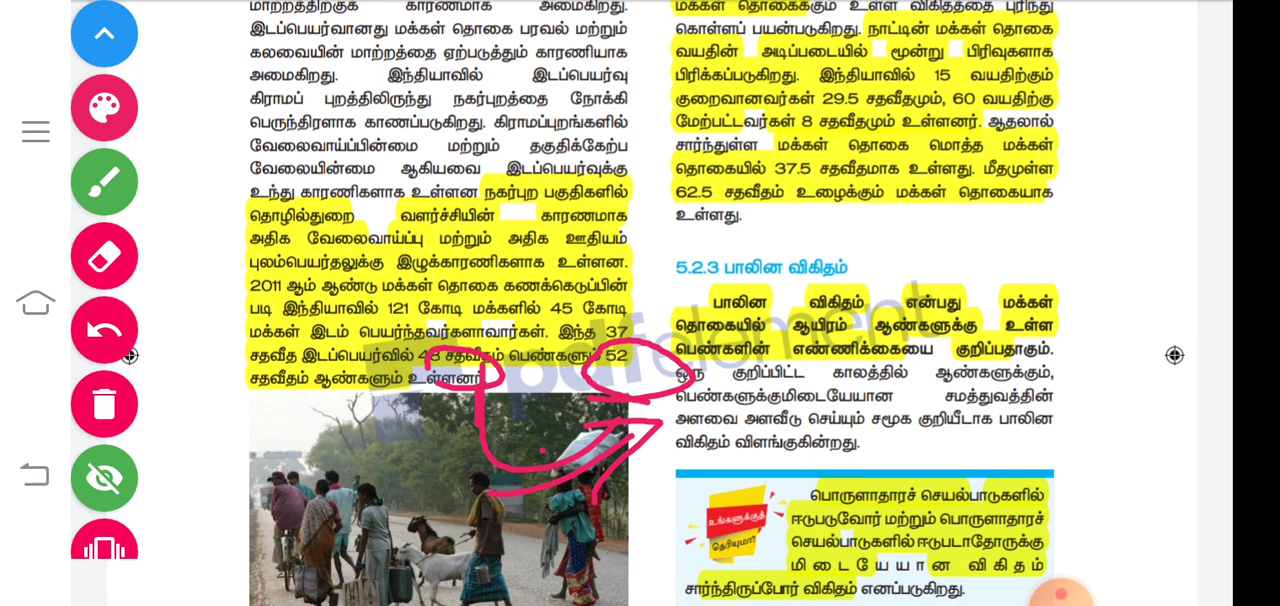 மாற்றத்திற்குக் காரணமாக அமைகிறது.
இடப்பெயர்வானது மக்கள் தொகை பரவல் மற்றும்
கலவையின் மாற்றத்தை ஏற்படுத்தும் காரணியாக
அமைகிறது. இந்தியாவில் இடப்பெயர்வு
கிராமப் புறத்திலிருந்து நகர்புறத்தை நோக்கி
பெருந்திரளாக காணப்படுகிறது. கிராமப்புறங்களில்
வேலைவாய்ப்பின்மை மற்றும் தகுதிக்கேற்ப
வேலையின்மை ஆகியவை இடப்பெயர்வுக்கு
உந்து காரணிகளாக உள்ளன நகர்புற பகுதிகளில்
தொழில்துறை வளர்ச்சியின் காரணமாக
அதிக வேலைவாய்ப்பு மற்றும் அதிக ஊதியம்
புலம்பெயர்தலுக்கு இழுக்காரணிகளாக உள்ளன.
2011 ஆம் ஆண்டு மக்கள் தொகை கணக்கெடுப்பின்
படி இந்தியாவில் 121 கோடி மக்களில் 45 கோடி
மக்கள் இடம் பெயர்ந்தவர்களாவார்கள். இந்த 37
சதவீத இடப்பெயர்வில் 48 சதவீதம் பெண்களும் 52
சதவீதம் ஆண்களும் உள்ளனர்.
மக்கள் தொகைக்கும் உள்ள விகிதத்தை புரிந்து
கொள்ளப் பயன்படுகிறது. நாட்டின் மக்கள் தொகை
வயதின் அடிப்படையில் மூன்று பிரிவுகளாக
பிரிக்கப்படுகிறது. இந்தியாவில் 15 வயதிற்கும்
குறைவானவர்கள் 29.5 சதவீதமும், 60 வயதிற்கு
மேற்பட்டவர்கள் 8 சதவீதமும் உள்ளனர். ஆதலால்
சார்ந்துள்ள மக்கள் தொகை மொத்த மக்கள்
தொகையில் 37.5 சதவீதமாக உள்ளது. மீதமுள்ள
62.5 சதவீதம் உழைக்கும் மக்கள் தொகையாக
உள்ளது.
5.2.3 பாலின விகிதம்
பாலின விகிதம் என்பது மக்கள்
தொகையில் ஆயிரம் ஆண்களுக்கு உள்ள
பெண்களின் எண்ணிக்கையை குறிப்பதாகும்.
ஒரு குறிப்பிட்ட காலத்தில் ஆண்களுக்கும்,
பெண்களுக்குமிடையேயான சமத்துவத்தின்
அளவை அளவீடு செய்யும் சமூக குறியீடாக பாலின
விகிதம் விளங்குகின்றது.
உங்களுக்குத்
தெரியுமா?
பொருளாதாரச் செயல்பாடுகளில்
ஈடுபடுவோர் மற்றும் பொருளாதாரச்
செயல்பாடுகளில் ஈடுபடாதோருக்கு
மிடையேயான விகிதம்
சார்ந்திருப்போர் விகிதம் எனப்படுகிறது.
pdfelement